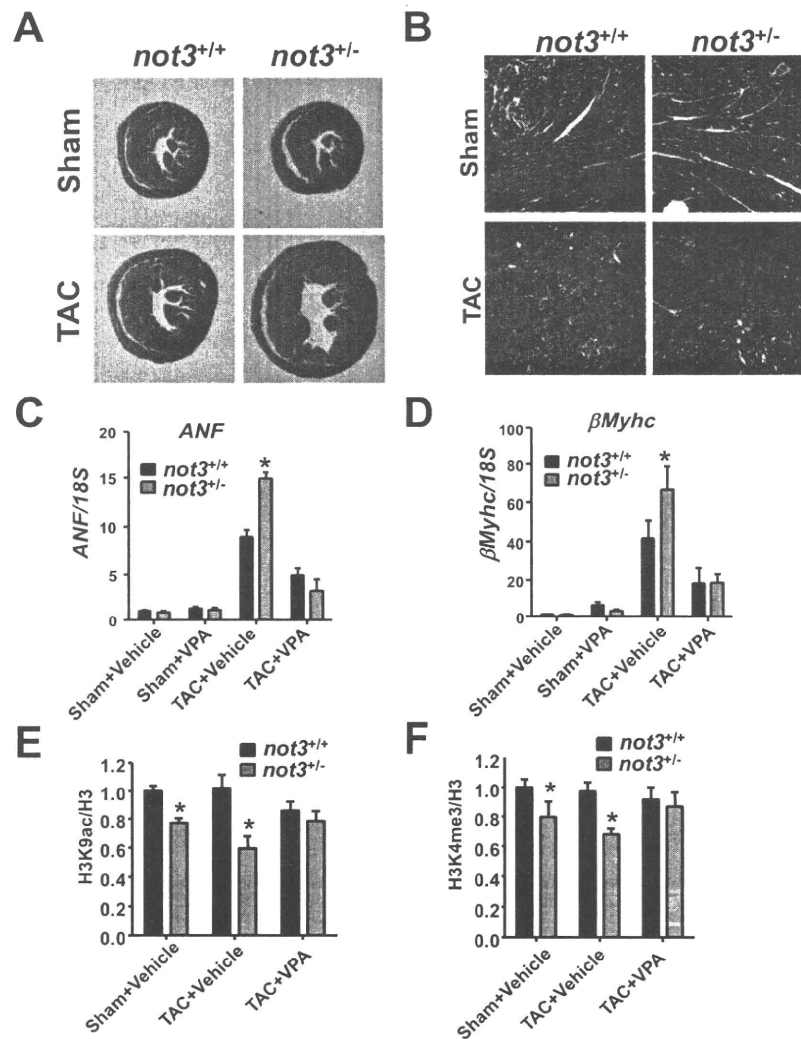 A
not3+/+
not3+/-
Sham
TAC
B
not3+/+
not3+/-
Sham
TAC
C
ANF
20
15
10
5
0
ANF/18S
not3+/+
not3+/-
*
Sham+Vehicle
Sham+VPA
TAC+Vehicle
TAC+VPA
D
βMyhc
100
80
60
40
20
0
βMyhc/18S
not3+/+
not3+/-
*
Sham+Vehicle
Sham+VPA
TAC+Vehicle
TAC+VPA
E
not3+/+
not3+/-
1.2
1.0
0.8
0.6
0.4
0.2
0.0
H3K9ac/H3
*
*
Sham+Vehicle
TAC+Vehicle
TAC+VPA
F
not3+/+
not3+/-
1.2
1.0
0.8
0.6
0.4
0.2
0.0
H3K4me3/H3
*
*
Sham+Vehicle
TAC+Vehicle
TAC+VPA